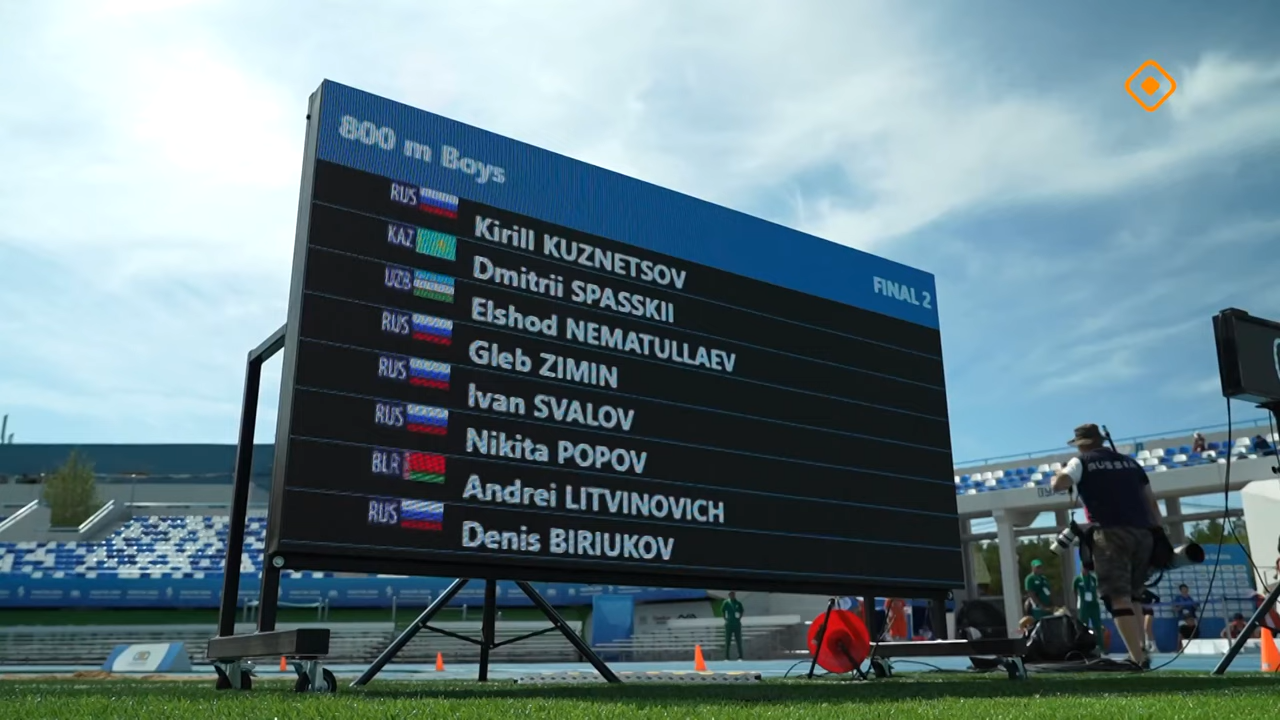 800 m Boys
FINAL 2
RUS Kirill KUZNETSOV
KAZ Dmitrii SPASSKII
UZB Elshod NEMATULLAEV
RUS Gleb ZIMIN
RUS Ivan SVALOV
RUS Nikita POPOV
BLR Andrei LITVINOVICH
RUS Denis BIRIUKOV
RUSSIA